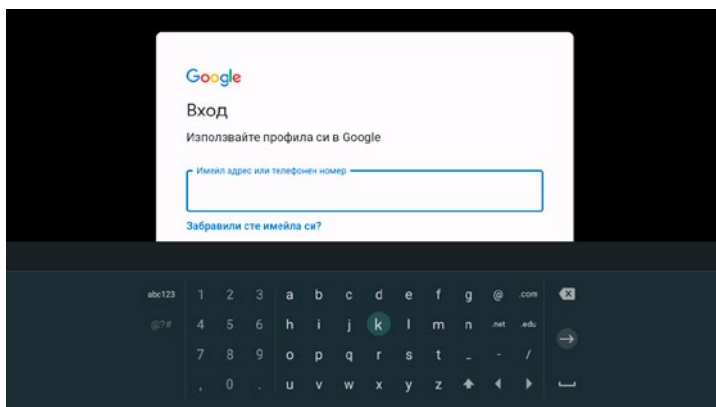 Google
Вход
Използвайте профила си в Google
Имейл адрес или телефонен номер
Забравили сте имейла си?
abc123 1 2 3 a b c d e f g @ .com
@?# 4 5 6 h i j k l m n .net .edu
7 8 9 o p q r s t _ - /
, 0 . u v w x y z